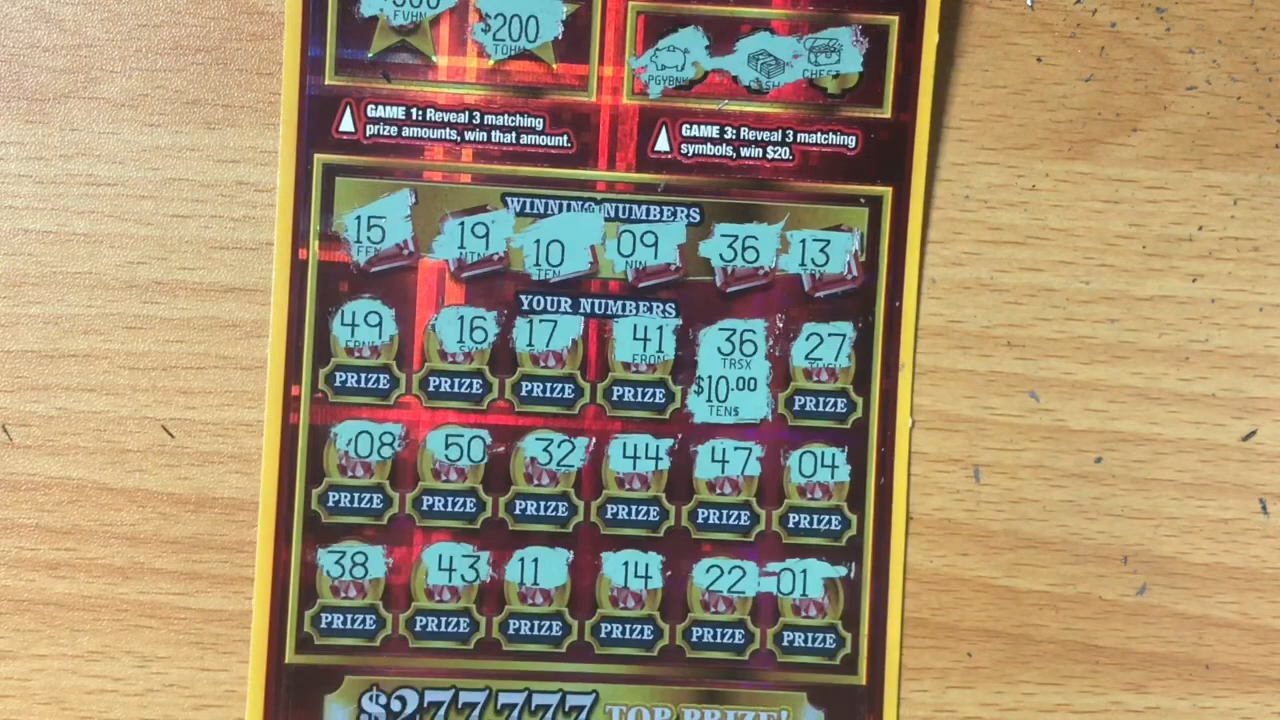 $200
TOHN
PGYBNK CASH CHEST
GAME 1: Reveal 3 matching
prize amounts, win that amount.
GAME 3: Reveal 3 matching
symbols, win $20.
WINNING NUMBERS
15 19 10 09 36 13
TEN NIN
YOUR NUMBERS
49 16 17 41 36 27
TRSX
$10.00
TEN$
PRIZE PRIZE PRIZE PRIZE PRIZE
08 50 32 44 47 04
PRIZE PRIZE PRIZE PRIZE PRIZE PRIZE
38 43 11 14 22 01
PRIZE PRIZE PRIZE PRIZE PRIZE PRIZE
$277,777 TOP PRIZE!